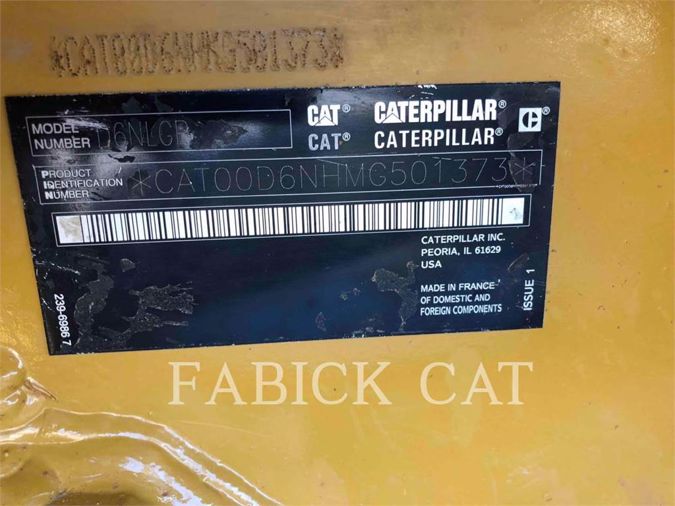 *CAT00D6NHMG501373*
CAT® CATERPILLAR® C®
CAT® CATERPILLAR®
MODEL NUMBER D6NLGP
PRODUCT IDENTIFICATION NUMBER *CAT00D6NHMG501373*
CATERPILLAR INC.
PEORIA, IL 61629
USA
MADE IN FRANCE
OF DOMESTIC AND
FOREIGN COMPONENTS
ISSUE 1
239-6986 7
FABICK CAT